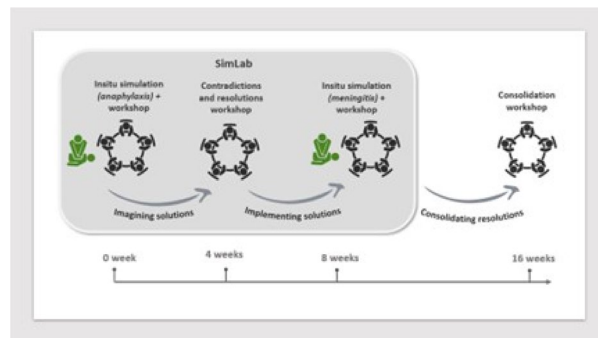 SimLab
Insitu simulation
(anaphylaxis) +
workshop
Contradictions
and resolutions
workshop
Insitu simulation
(meningitis) +
workshop
Consolidation
workshop
Imagining solutions
Implementing solutions
Consolidating resolutions
0 week
4 weeks
8 weeks
16 weeks